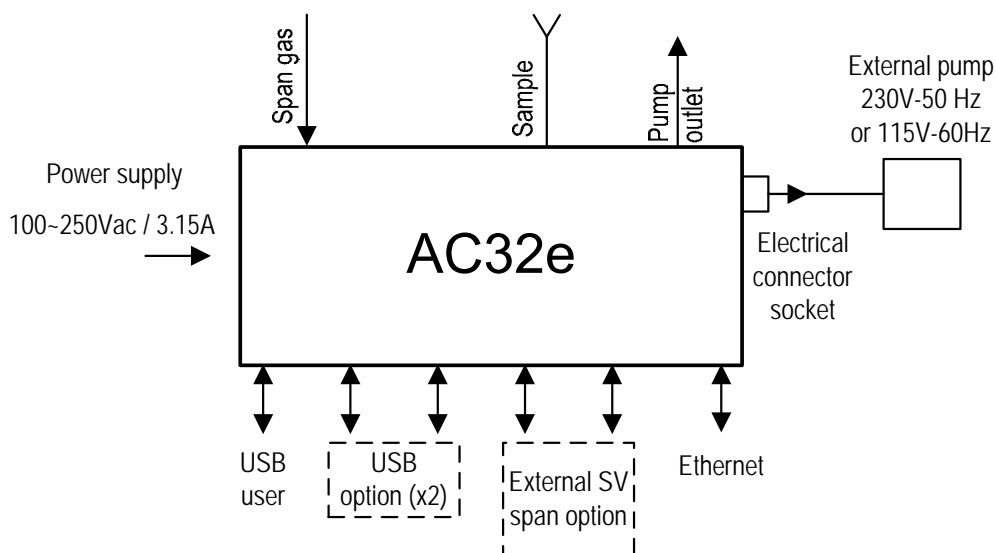 Span gas
Sample
Pump
outlet
External pump
230V-50 Hz
or 115V-60Hz
Power supply
100~250Vac / 3.15A
AC32e
Electrical
connector
socket
USB
user
USB
option (x2)
External SV
span option
Ethernet